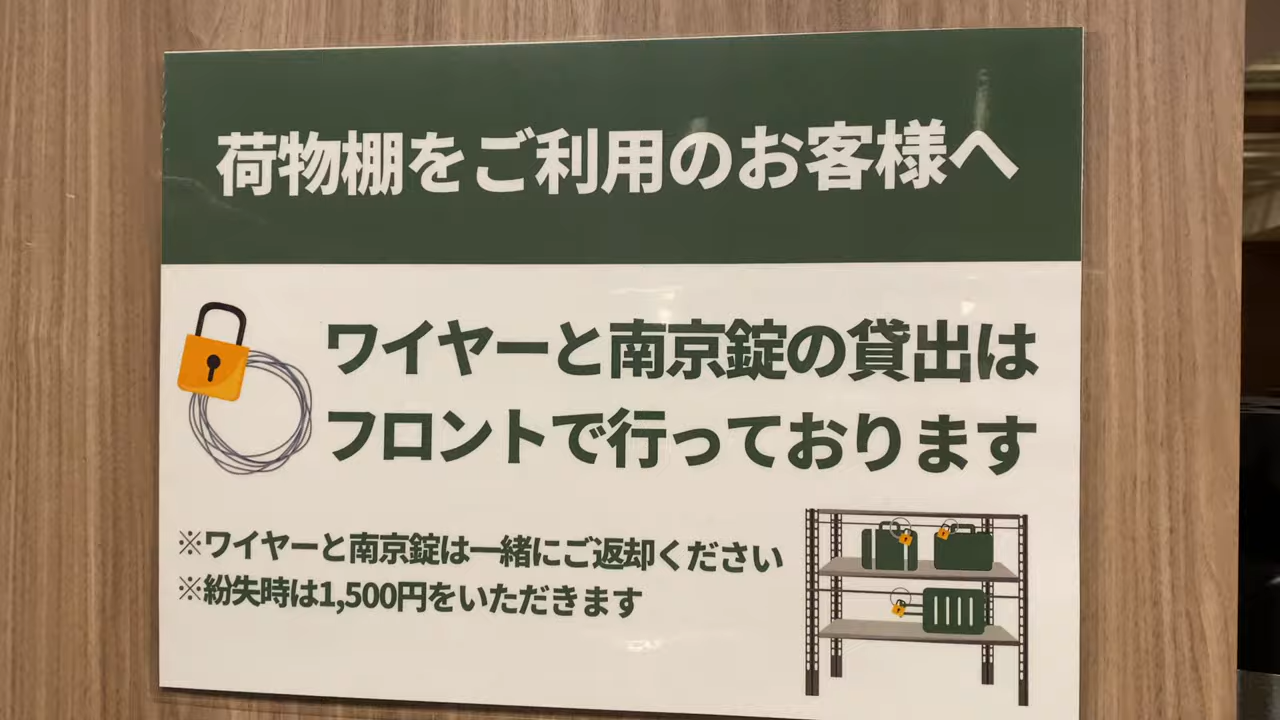 荷物棚をご利用のお客様へ
ワイヤーと南京錠の貸出は
フロントで行っております
※ワイヤーと南京錠は一緒にご返却ください
※紛失時は1,500円をいただきます